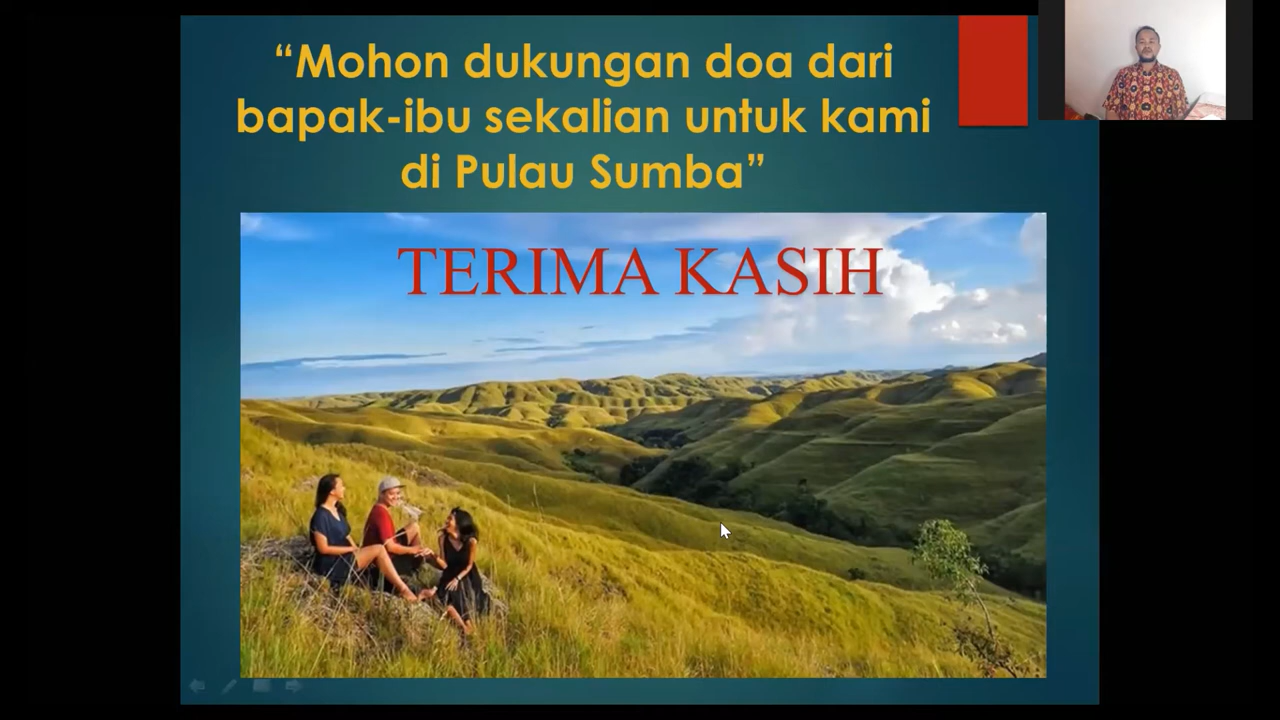 “Mohon dukungan doa dari
bapak-ibu sekalian untuk kami
di Pulau Sumba”
TERIMA KASIH